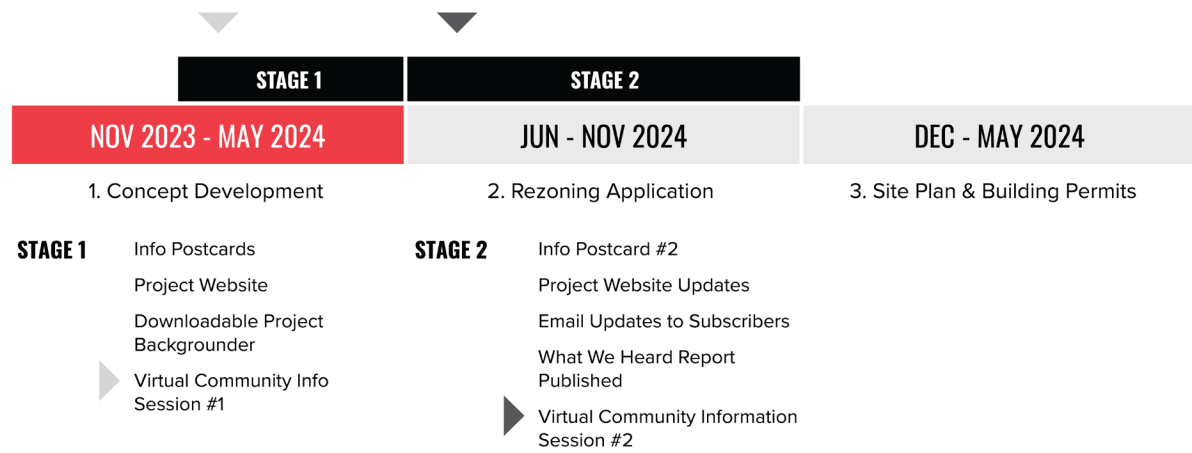 STAGE 1
STAGE 2
NOV 2023 - MAY 2024
JUN - NOV 2024
DEC - MAY 2024
1. Concept Development
2. Rezoning Application
3. Site Plan & Building Permits
STAGE 1
Info Postcards
Project Website
Downloadable Project
Backgrounder
Virtual Community Info
Session #1
STAGE 2
Info Postcard #2
Project Website Updates
Email Updates to Subscribers
What We Heard Report
Published
Virtual Community Information
Session #2